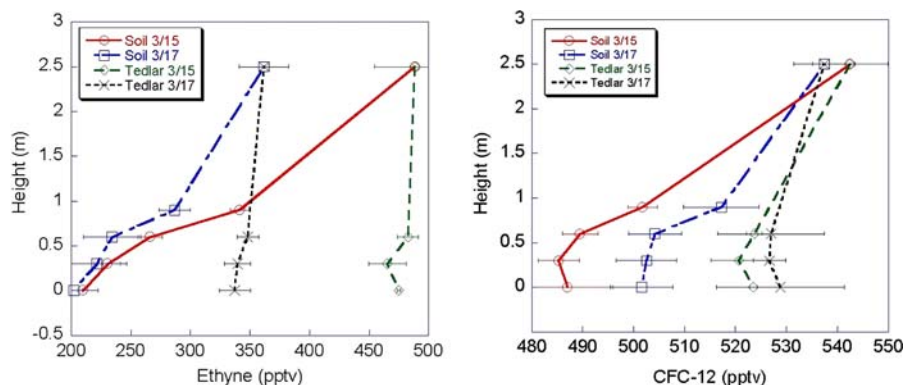 3
2.5
2
1.5
1
0.5
0
-0.5
Height (m)
Soil 3/15
Soil 3/17
Tedlar 3/15
Tedlar 3/17
200 250 300 350 400 450 500
Ethyne (pptv)
3
2.5
2
1.5
1
0.5
0
Height (m)
Soil 3/15
Soil 3/17
Tedlar 3/15
Tedlar 3/17
480 490 500 510 520 530 540 550
CFC-12 (pptv)